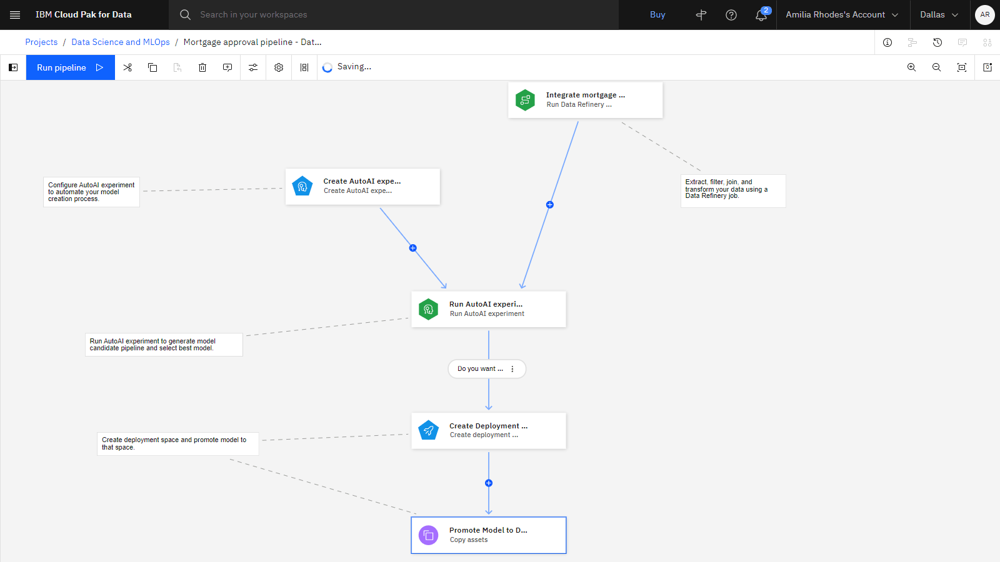 IBM Cloud Pak for Data
Search in your workspaces
Buy
2
Amilia Rhodes's Account
Dallas
AR
Projects / Data Science and MLOps / Mortgage approval pipeline - Dat...
Run pipeline
Saving...
Integrate mortgage ...
Run Data Refinery ...
Create AutoAI expe...
Create AutoAI expe...
Configure AutoAI experiment
to automate your model
creation process.
Extract, filter, join, and
transform your data using a
Data Refinery job.
Run AutoAI experi...
Run AutoAI experiment
Run AutoAI experiment to generate model
candidate pipeline and select best model.
Do you want ...
Create Deployment ...
Create deployment ...
Create deployment space and promote model to
that space.
Promote Model to D...
Copy assets